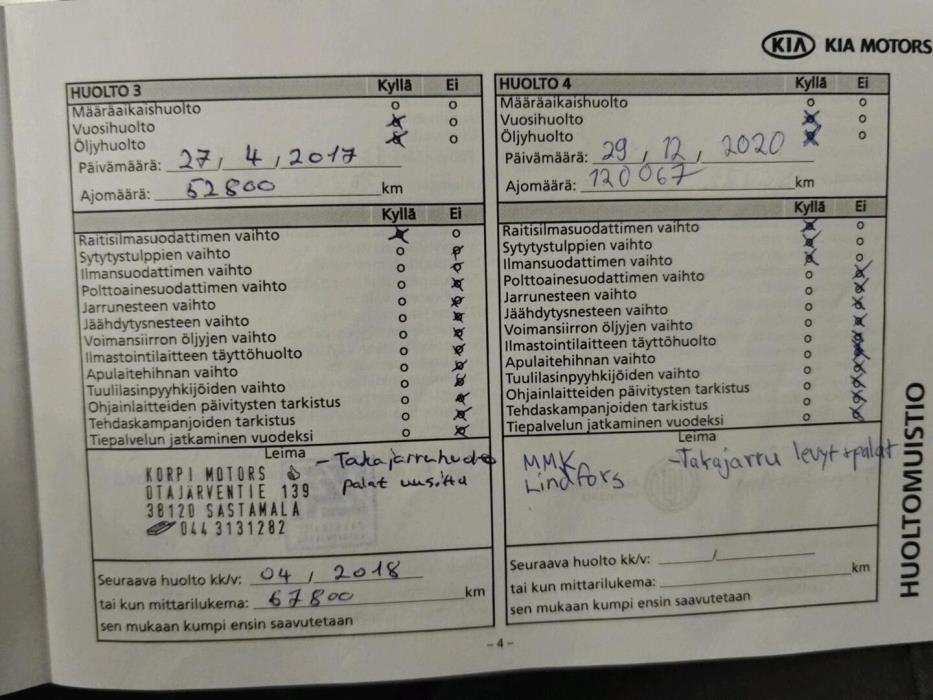 KIA KIA MOTORS
HUOLTO 3 Kyllä Ei
Määräaikaishuolto
Vuosihuolto
Öljyhuolto
Päivämäärä: 27, 4, 2017
Ajomäärä: 52800 km
Kyllä Ei
Raitisilmasuodattimen vaihto
Sytytystulppien vaihto
Ilmansuodattimen vaihto
Polttoainesuodattimen vaihto
Jarrunesteen vaihto
Jäähdytysnesteen vaihto
Voimansiirron öljyjen vaihto
Ilmastointilaitteen täyttöhuolto
Apulaitehihnan vaihto
Tuulilasinpyyhkijöiden vaihto
Ohjainlaitteiden päivitysten tarkistus
Tehdaskampanjoiden tarkistus
Tiepalvelun jatkaminen vuodeksi
Leima
- Takajarruhuolto
palat uusittu
KORPI MOTORS
OTAJÄRVENTIE 139
38120 SASTAMALA
044 3131282
Seuraava huolto kk/v: 04, 2018
tai kun mittarilukema: 67800 km
sen mukaan kumpi ensin saavutetaan
HUOLTO 4 Kyllä Ei
Määräaikaishuolto
Vuosihuolto
Öljyhuolto
Päivämäärä: 29, 12, 2020
Ajomäärä: 120067 km
Kyllä Ei
Raitisilmasuodattimen vaihto
Sytytystulppien vaihto
Ilmansuodattimen vaihto
Polttoainesuodattimen vaihto
Jarrunesteen vaihto
Jäähdytysnesteen vaihto
Voimansiirron öljyjen vaihto
Ilmastointilaitteen täyttöhuolto
Apulaitehihnan vaihto
Tuulilasinpyyhkijöiden vaihto
Ohjainlaitteiden päivitysten tarkistus
Tehdaskampanjoiden tarkistus
Tiepalvelun jatkaminen vuodeksi
Leima
MMK
Lindfors
-Takajarru levyt + palat
Seuraava huolto kk/v: /
tai kun mittarilukema: km
sen mukaan kumpi ensin saavutetaan
HUOLTOMUISTIO
- 4 -